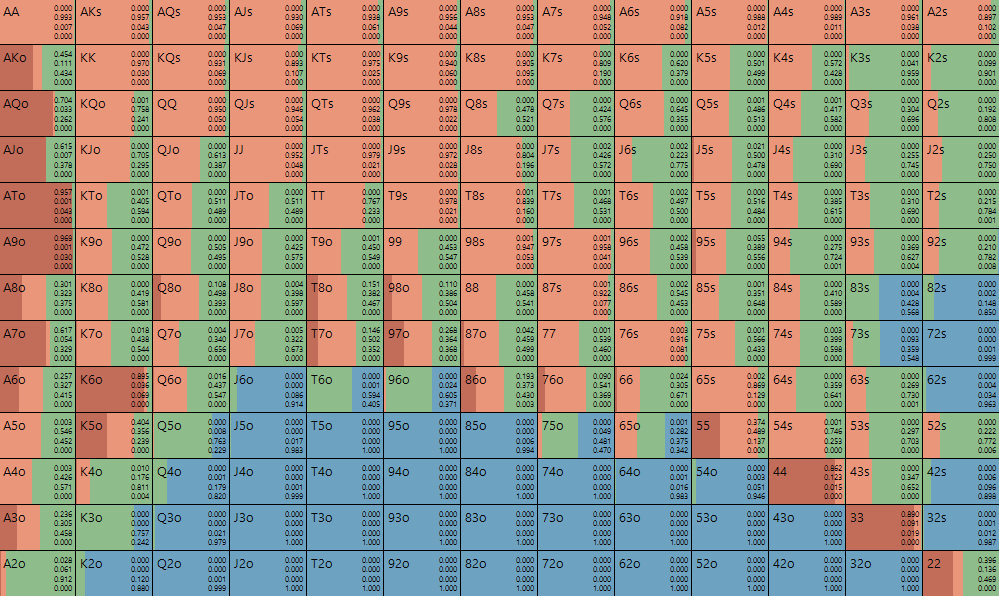 AA AKs AQs AJs ATs A9s A8s A7s A6s A5s A4s A3s A2s
0.000 0.000 0.000 0.000 0.000 0.000 0.000 0.000 0.000 0.000 0.000 0.000 0.000
0.993 0.957 0.953 0.930 0.938 0.956 0.953 0.948 0.918 0.988 0.989 0.961 0.897
0.007 0.043 0.047 0.069 0.061 0.044 0.047 0.052 0.082 0.012 0.011 0.038 0.102
0.000 0.000 0.000 0.000 0.000 0.000 0.000 0.000 0.000 0.000 0.000 0.000 0.000
AKo KK KQs KJs KTs K9s K8s K7s K6s K5s K4s K3s K2s
0.454 0.000 0.000 0.000 0.000 0.000 0.000 0.000 0.000 0.000 0.000 0.000 0.000
0.111 0.970 0.931 0.893 0.975 0.940 0.905 0.809 0.620 0.501 0.572 0.041 0.099
0.434 0.030 0.069 0.107 0.025 0.060 0.095 0.190 0.379 0.499 0.428 0.959 0.901
0.000 0.000 0.000 0.000 0.000 0.000 0.000 0.000 0.000 0.000 0.000 0.000 0.000
AQo KQo QQ QJs QTs Q9s Q8s Q7s Q6s Q5s Q4s Q3s Q2s
0.704 0.001 0.000 0.000 0.000 0.000 0.000 0.000 0.000 0.001 0.001 0.000 0.000
0.033 0.758 0.950 0.946 0.962 0.978 0.478 0.424 0.645 0.486 0.417 0.304 0.192
0.262 0.241 0.050 0.054 0.038 0.022 0.521 0.576 0.355 0.513 0.582 0.696 0.808
0.000 0.000 0.000 0.000 0.000 0.000 0.000 0.000 0.000 0.000 0.000 0.000 0.000
AJo KJo QJo JJ JTs J9s J8s J7s J6s J5s J4s J3s J2s
0.615 0.000 0.000 0.000 0.000 0.001 0.000 0.002 0.002 0.021 0.000 0.000 0.001
0.007 0.705 0.613 0.952 0.979 0.978 0.804 0.426 0.223 0.500 0.310 0.255 0.250
0.378 0.295 0.387 0.048 0.021 0.021 0.196 0.572 0.775 0.478 0.690 0.745 0.750
0.000 0.000 0.000 0.000 0.000 0.000 0.000 0.000 0.000 0.000 0.000 0.000 0.000
ATo KTo QTo JTo TT T9s T8s T7s T6s T5s T4s T3s T2s
0.957 0.001 0.000 0.000 0.000 0.000 0.001 0.001 0.002 0.000 0.000 0.000 0.000
0.001 0.405 0.511 0.511 0.767 0.978 0.839 0.468 0.497 0.516 0.385 0.310 0.215
0.043 0.594 0.489 0.489 0.233 0.021 0.160 0.531 0.500 0.484 0.615 0.690 0.784
0.000 0.000 0.000 0.000 0.000 0.000 0.000 0.000 0.000 0.000 0.000 0.000 0.001
A9o K9o Q9o J9o T9o 99 98s 97s 96s 95s 94s 93s 92s
0.969 0.000 0.000 0.000 0.001 0.000 0.001 0.001 0.002 0.055 0.000 0.000 0.000
0.001 0.472 0.505 0.425 0.450 0.453 0.947 0.958 0.458 0.389 0.275 0.369 0.210
0.030 0.528 0.495 0.575 0.549 0.547 0.053 0.041 0.539 0.556 0.724 0.627 0.782
0.000 0.000 0.000 0.000 0.000 0.000 0.000 0.000 0.000 0.000 0.001 0.004 0.008
A8o K8o Q8o J8o T8o 98o 88 87s 86s 85s 84s 83s 82s
0.301 0.000 0.108 0.004 0.151 0.110 0.000 0.001 0.002 0.001 0.000 0.000 0.000
0.323 0.419 0.498 0.398 0.382 0.386 0.458 0.922 0.545 0.351 0.410 0.004 0.002
0.375 0.581 0.393 0.597 0.467 0.504 0.541 0.077 0.453 0.648 0.589 0.428 0.148
0.000 0.000 0.000 0.000 0.000 0.000 0.000 0.000 0.000 0.000 0.000 0.568 0.850
A7o K7o Q7o J7o T7o 97o 87o 77 76s 75s 74s 73s 72s
0.617 0.018 0.004 0.005 0.146 0.268 0.042 0.001 0.003 0.001 0.003 0.000 0.000
0.054 0.438 0.340 0.322 0.502 0.364 0.459 0.539 0.916 0.566 0.399 0.093 0.000
0.329 0.544 0.656 0.673 0.352 0.368 0.499 0.460 0.081 0.433 0.598 0.359 0.001
0.000 0.000 0.000 0.000 0.000 0.000 0.000 0.000 0.000 0.000 0.000 0.548 0.999
A6o K6o Q6o J6o T6o 96o 86o 76o 66 65s 64s 63s 62s
0.257 0.895 0.016 0.000 0.000 0.000 0.193 0.090 0.024 0.002 0.003 0.000 0.000
0.327 0.036 0.437 0.000 0.001 0.024 0.373 0.541 0.305 0.869 0.359 0.269 0.004
0.415 0.069 0.547 0.086 0.594 0.605 0.430 0.369 0.671 0.129 0.641 0.730 0.034
0.000 0.000 0.000 0.914 0.405 0.371 0.003 0.000 0.000 0.000 0.000 0.001 0.963
A5o K5o Q5o J5o T5o 95o 85o 75o 65o 55 54s 53s 52s
0.003 0.404 0.000 0.000 0.000 0.000 0.000 0.000 0.001 0.374 0.001 0.000 0.000
0.546 0.356 0.008 0.000 0.000 0.000 0.000 0.049 0.282 0.489 0.746 0.297 0.222
0.452 0.239 0.763 0.017 0.000 0.000 0.006 0.481 0.375 0.137 0.253 0.703 0.772
0.000 0.000 0.229 0.983 1.000 1.000 0.994 0.470 0.342 0.000 0.000 0.000 0.006
A4o K4o Q4o J4o T4o 94o 84o 74o 64o 54o 44 43s 42s
0.003 0.010 0.000 0.000 0.000 0.000 0.000 0.000 0.000 0.000 0.862 0.000 0.000
0.426 0.176 0.001 0.000 0.000 0.000 0.000 0.000 0.001 0.003 0.123 0.347 0.006
0.571 0.811 0.179 0.001 0.000 0.000 0.000 0.000 0.016 0.051 0.015 0.652 0.096
0.000 0.004 0.820 0.999 1.000 1.000 1.000 1.000 0.983 0.946 0.000 0.000 0.898
A3o K3o Q3o J3o T3o 93o 83o 73o 63o 53o 43o 33 32s
0.236 0.000 0.000 0.000 0.000 0.000 0.000 0.000 0.000 0.000 0.000 0.890 0.000
0.305 0.000 0.000 0.000 0.000 0.000 0.000 0.000 0.000 0.000 0.000 0.091 0.001
0.458 0.757 0.021 0.000 0.000 0.000 0.000 0.000 0.000 0.000 0.000 0.019 0.012
0.000 0.242 0.979 1.000 1.000 1.000 1.000 1.000 1.000 1.000 1.000 0.000 0.987
A2o K2o Q2o J2o T2o 92o 82o 72o 62o 52o 42o 32o 22
0.028 0.000 0.000 0.000 0.000 0.000 0.000 0.000 0.000 0.000 0.000 0.000 0.396
0.061 0.000 0.000 0.000 0.000 0.000 0.000 0.000 0.000 0.000 0.000 0.000 0.136
0.912 0.120 0.001 0.000 0.000 0.000 0.000 0.000 0.000 0.000 0.000 0.000 0.469
0.000 0.880 0.999 1.000 1.000 1.000 1.000 1.000 1.000 1.000 1.000 1.000 0.000